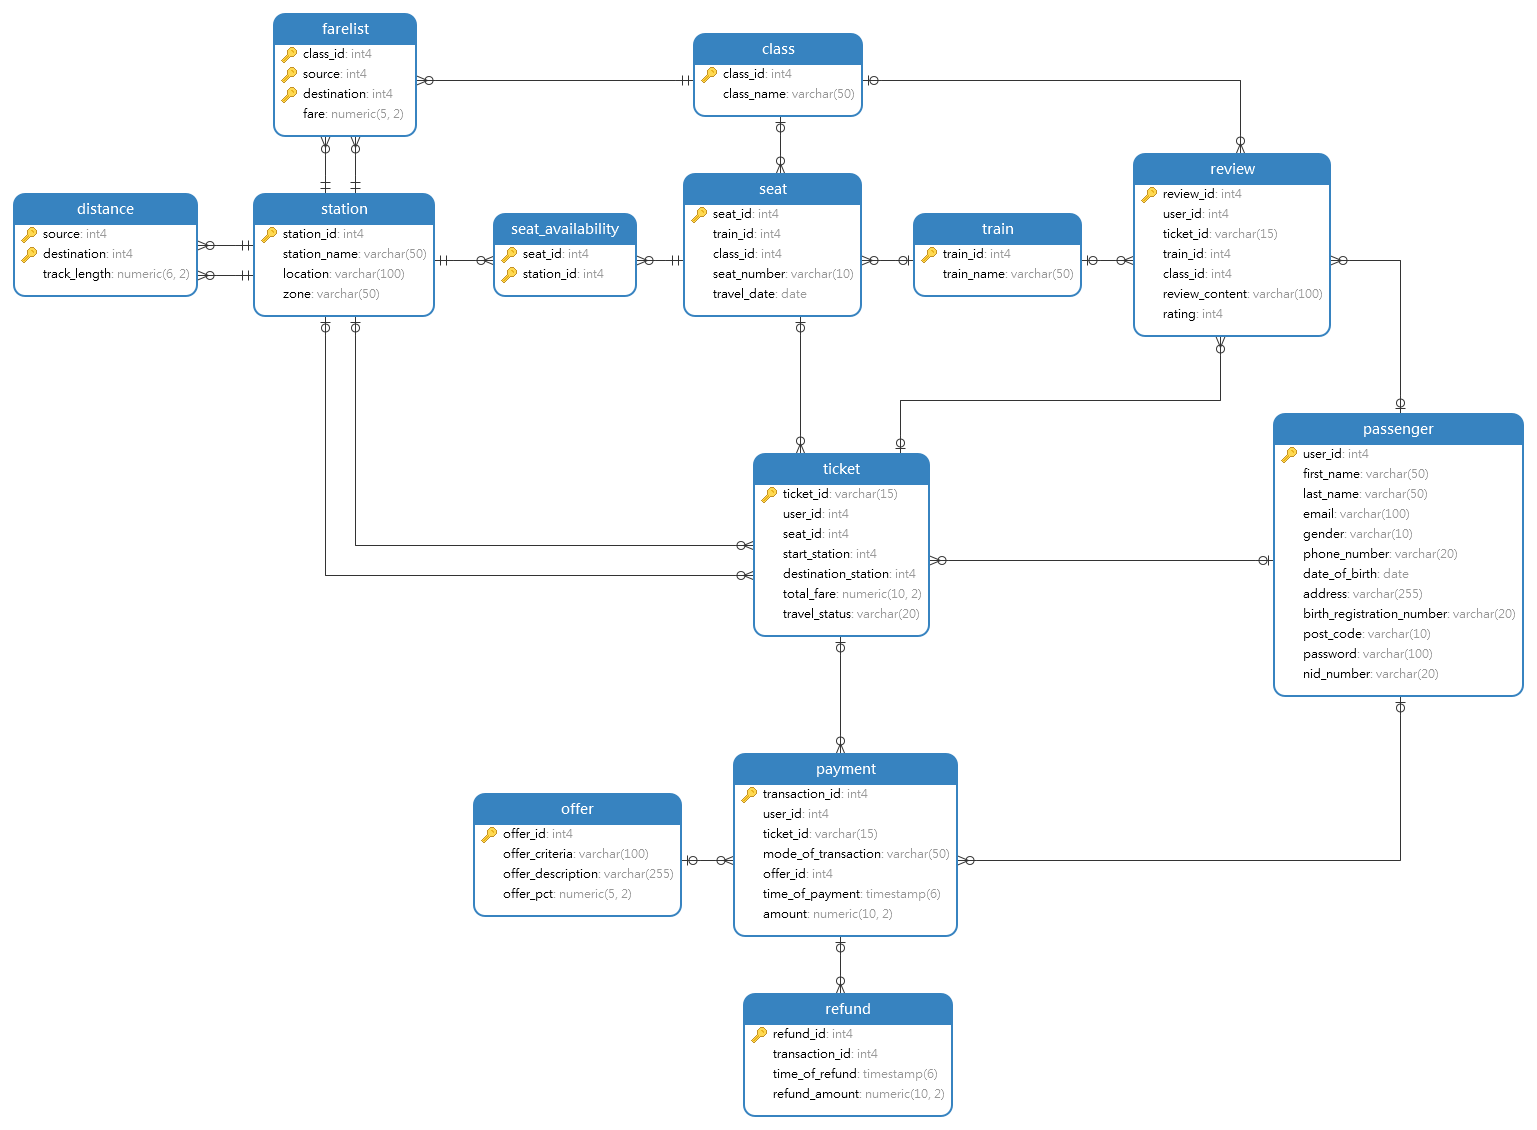 farelist
class_id: int4
source: int4
destination: int4
fare: numeric(5, 2)
class
class_id: int4
class_name: varchar(50)
review
review_id: int4
user_id: int4
ticket_id: varchar(15)
train_id: int4
class_id: int4
review_content: varchar(100)
rating: int4
distance
source: int4
destination: int4
track_length: numeric(6, 2)
station
station_id: int4
station_name: varchar(50)
location: varchar(100)
zone: varchar(50)
seat_availability
seat_id: int4
station_id: int4
seat
seat_id: int4
train_id: int4
class_id: int4
seat_number: varchar(10)
travel_date: date
train
train_id: int4
train_name: varchar(50)
passenger
user_id: int4
first_name: varchar(50)
last_name: varchar(50)
email: varchar(100)
gender: varchar(10)
phone_number: varchar(20)
date_of_birth: date
address: varchar(255)
birth_registration_number: varchar(20)
post_code: varchar(10)
password: varchar(100)
nid_number: varchar(20)
ticket
ticket_id: varchar(15)
user_id: int4
seat_id: int4
start_station: int4
destination_station: int4
total_fare: numeric(10, 2)
travel_status: varchar(20)
payment
transaction_id: int4
user_id: int4
ticket_id: varchar(15)
mode_of_transaction: varchar(50)
offer_id: int4
time_of_payment: timestamp(6)
amount: numeric(10, 2)
offer
offer_id: int4
offer_criteria: varchar(100)
offer_description: varchar(255)
offer_pct: numeric(5, 2)
refund
refund_id: int4
transaction_id: int4
time_of_refund: timestamp(6)
refund_amount: numeric(10, 2)